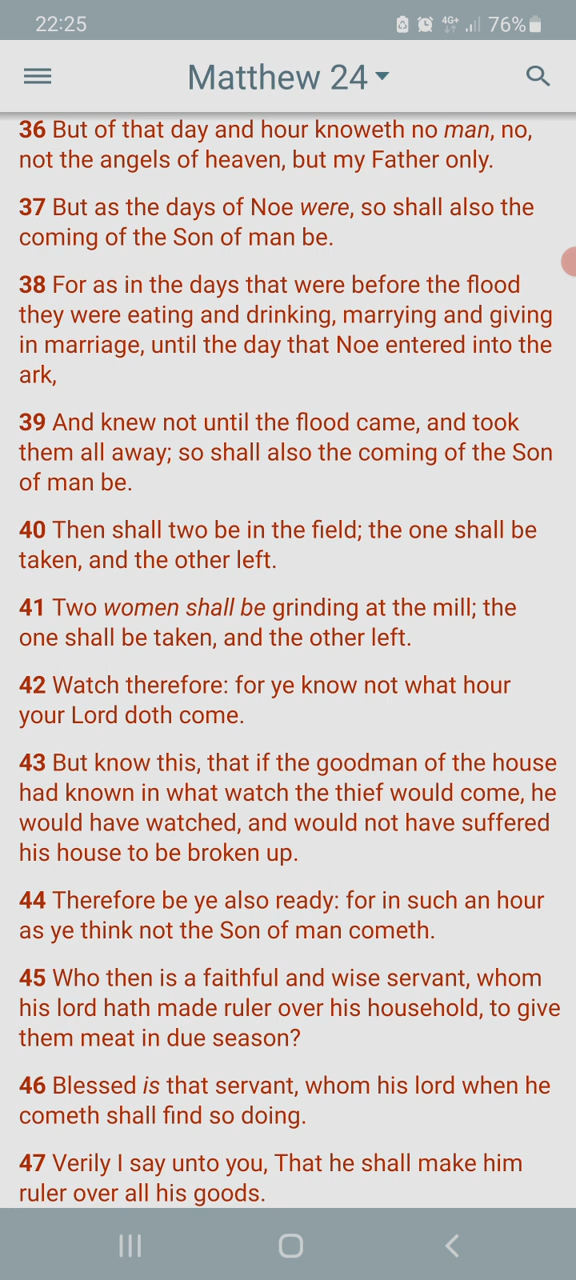 22:25 4G+ 76%
Matthew 24
36 But of that day and hour knoweth no man, no,
not the angels of heaven, but my Father only.
37 But as the days of Noe were, so shall also the
coming of the Son of man be.
38 For as in the days that were before the flood
they were eating and drinking, marrying and giving
in marriage, until the day that Noe entered into the
ark,
39 And knew not until the flood came, and took
them all away; so shall also the coming of the Son
of man be.
40 Then shall two be in the field; the one shall be
taken, and the other left.
41 Two women shall be grinding at the mill; the
one shall be taken, and the other left.
42 Watch therefore: for ye know not what hour
your Lord doth come.
43 But know this, that if the goodman of the house
had known in what watch the thief would come, he
would have watched, and would not have suffered
his house to be broken up.
44 Therefore be ye also ready: for in such an hour
as ye think not the Son of man cometh.
45 Who then is a faithful and wise servant, whom
his lord hath made ruler over his household, to give
them meat in due season?
46 Blessed is that servant, whom his lord when he
cometh shall find so doing.
47 Verily I say unto you, That he shall make him
ruler over all his goods.